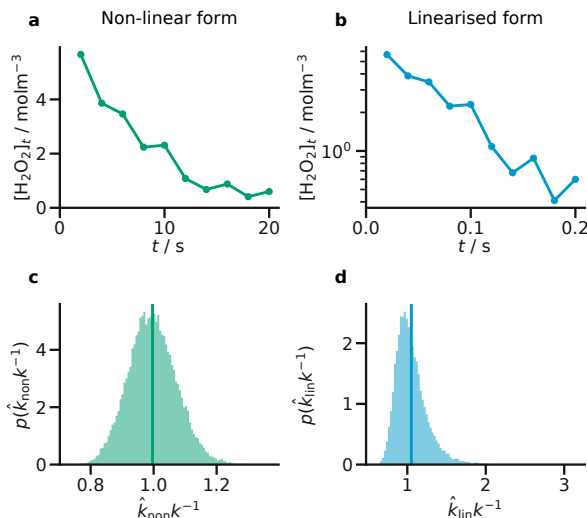 a Non-linear form
b Linearised form
[H₂O₂]ₜ / molm⁻³
4
2
0
0 10 20
t / s
[H₂O₂]ₜ / molm⁻³
10⁰
0.0 0.1 0.2
t / s
c
d
p(k̂ₙₒₙk⁻¹)
4
2
0
0.8 1.0 1.2
k̂ₙₒₙk⁻¹
p(k̂ₗᵢₙk⁻¹)
2
1
0
1 2 3
k̂ₗᵢₙk⁻¹